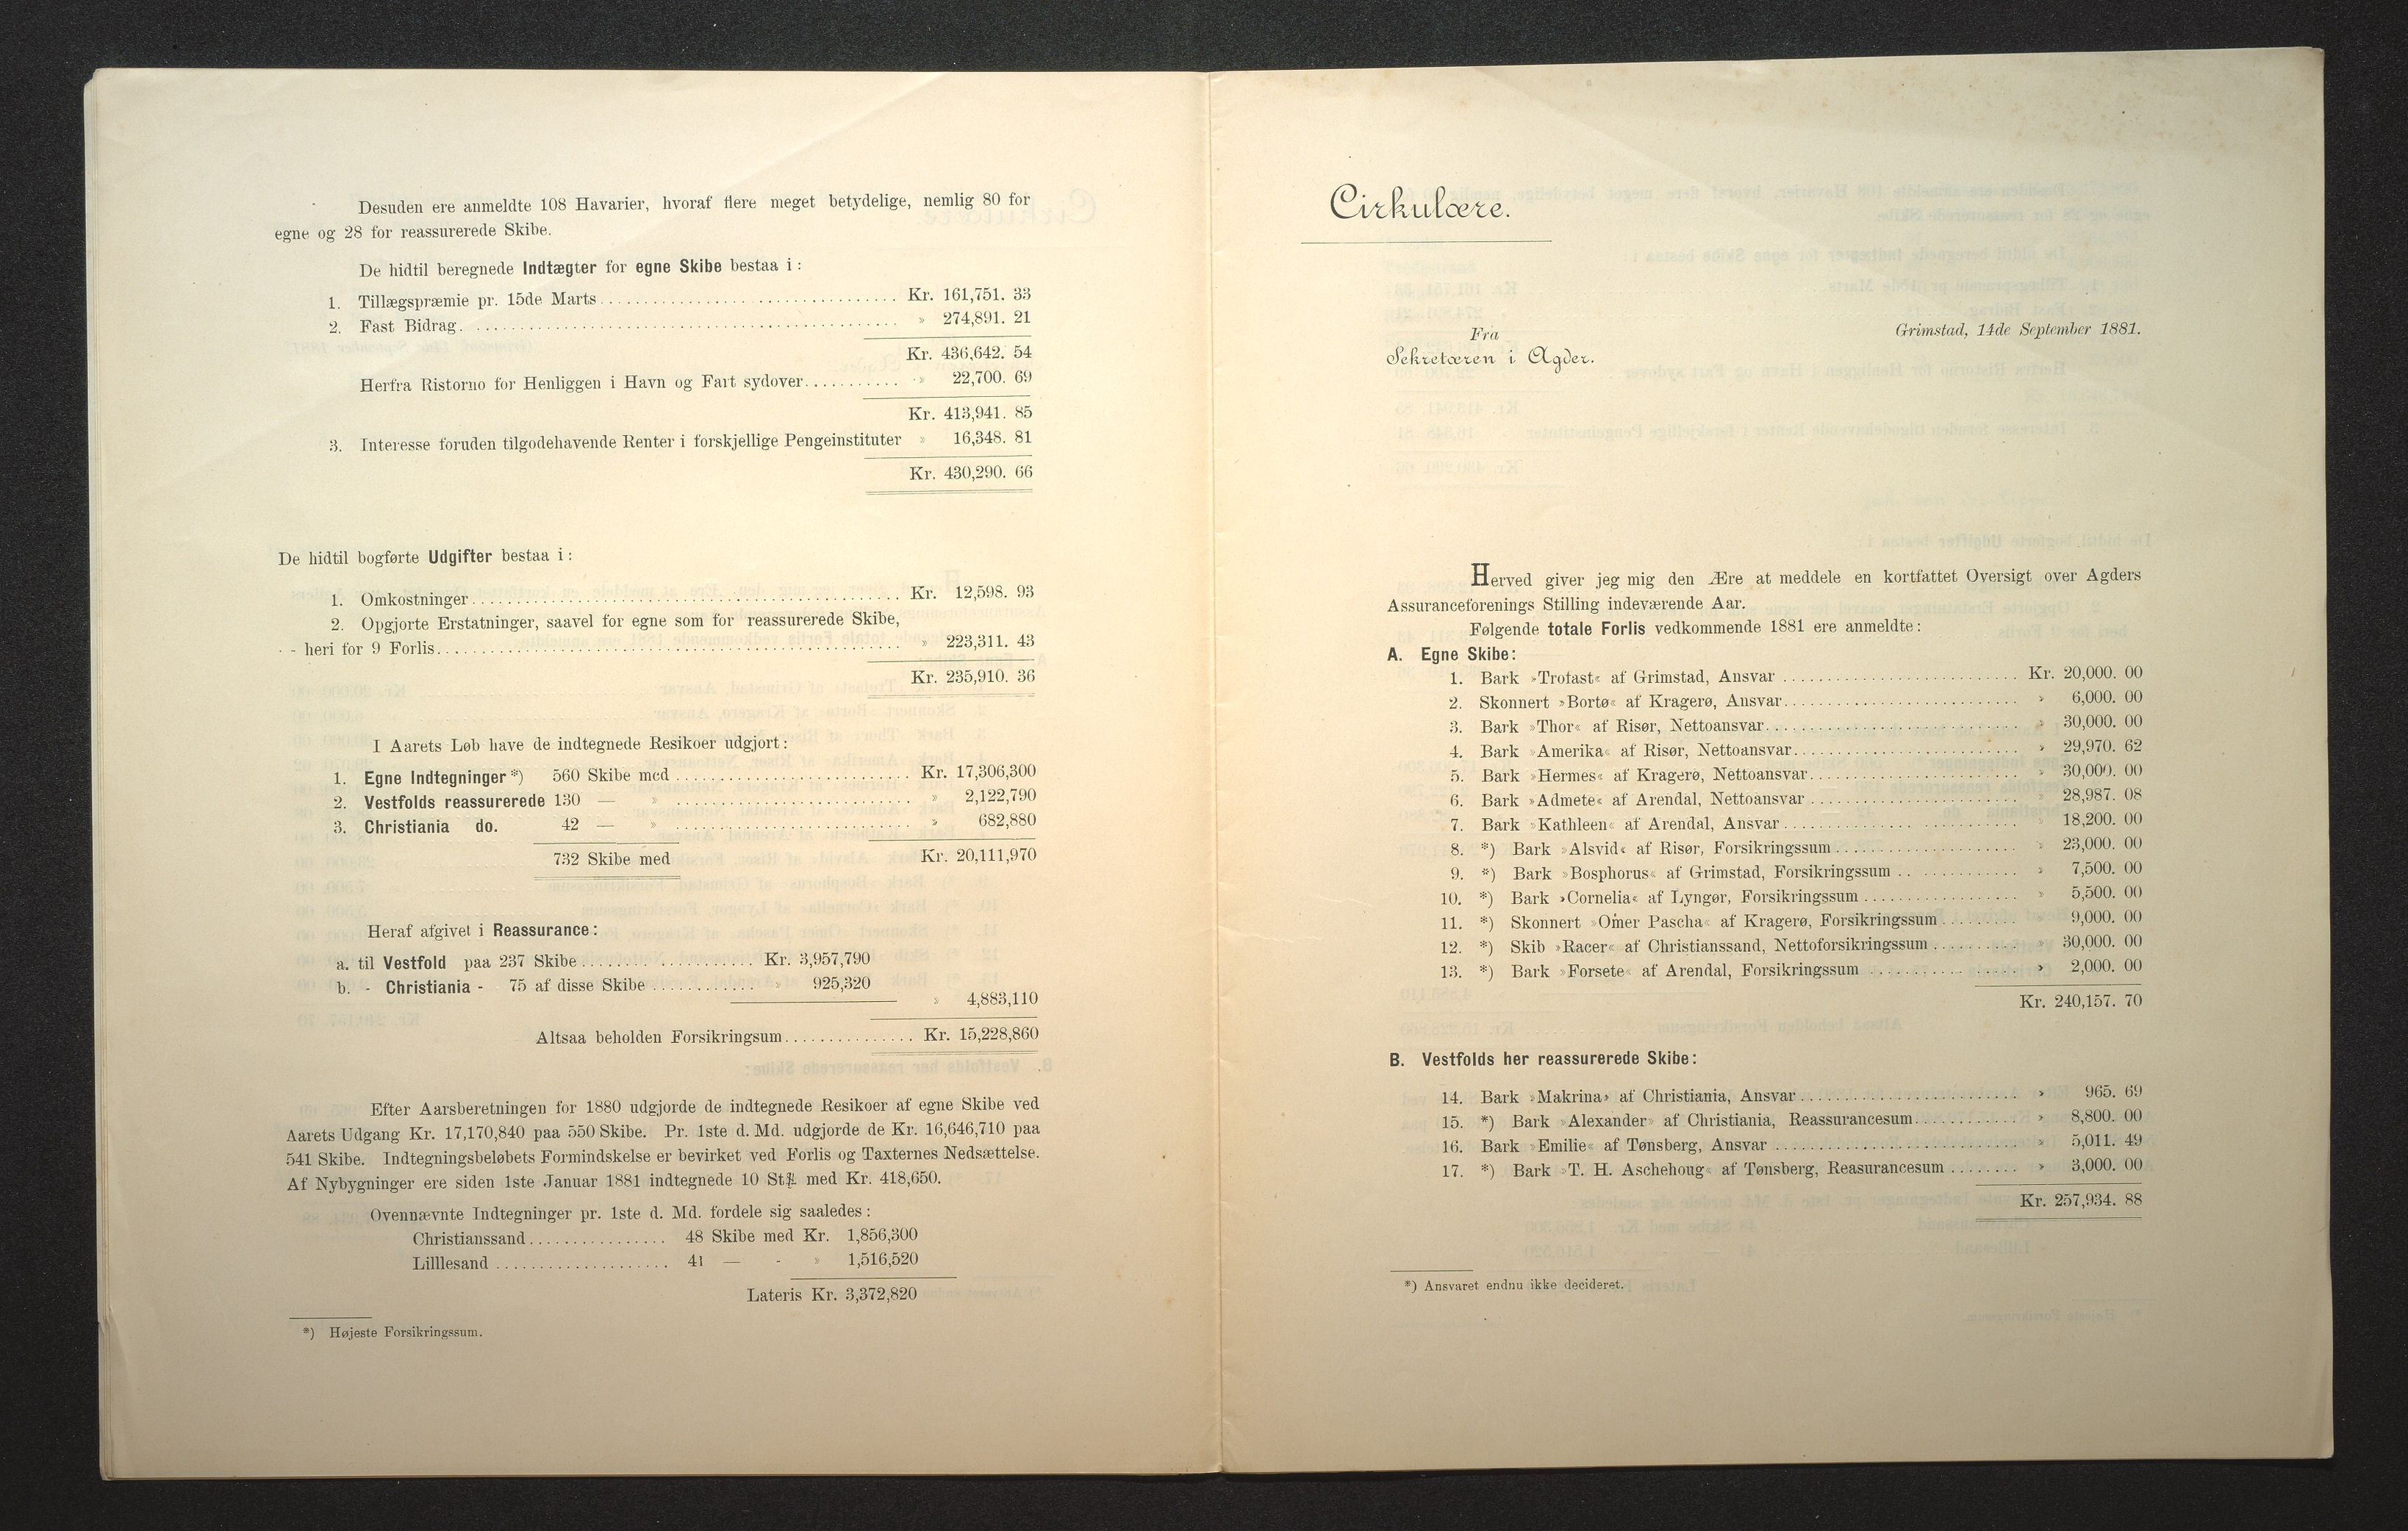 Desuden ere anmeldte 108 Havarier, hvoraf flere meget betydelige, nemlig 80 for
egne og 28 for reassurerede Skibe.
De hidtil beregnede Indtægter for egne Skibe bestaa i :
1. Tillægspræmie pr. 15de Marts . . . . . . . . Kr. 161,751. 33
2. Fast Bidrag . . . . . . . . » 274,891. 21
Kr. 436,642. 54
Herfra Ristorno for Henliggen i Havn og Fart sydover . . . . . . . . » 22,700. 69
Kr. 413,941. 85
3. Interesse foruden tilgodehavende Renter i forskjellige Pengeinstituter » 16,348. 81
Kr. 430,290. 66
De hidtil bogførte Udgifter bestaa i :
1. Omkostninger . . . . . . . . Kr. 12,598. 93
2. Opgjorte Erstatninger, saavel for egne som for reassurerede Skibe,
- heri for 9 Forlis . . . . . . . . » 223,311. 43
Kr. 235,910. 36
I Aarets Løb have de indtegnede Resikoer udgjort :
1. Egne Indtegninger *) 560 Skibe med . . . . . . . . Kr. 17,306,300
2. Vestfolds reassurerede 130 — » . . . . . . . . » 2,122,790
3. Christiania do. 42 — » . . . . . . . . » 682,880
732 Skibe med Kr. 20,111,970
Heraf afgivet i Reassurance :
a. til Vestfold paa 237 Skibe . . . . . . . . Kr. 3,957,790
b. - Christiania - 75 af disse Skibe . . . . . . . . » 925,320
» 4,883,110
Altsaa beholden Forsikringsum . . . . . . . . Kr. 15,228,860
Efter Aarsberetningen for 1880 udgjorde de indtegnede Resikoer af egne Skibe ved
Aarets Udgang Kr. 17,170,840 paa 550 Skibe. Pr. 1ste d. Md. udgjorde de Kr. 16,646,710 paa
541 Skibe. Indtegningsbeløbets Formindskelse er bevirket ved Forlis og Taxternes Nedsættelse.
Af Nybygninger ere siden 1ste Januar 1881 indtegnede 10 med Kr. 418,650.
Ovennævnte Indtegninger pr. 1ste d. Md. fordele sig saaledes :
Christianssand . . . . . . . . 48 Skibe med Kr. 1,856,300
Lilllesand . . . . . . . . 41 — - » 1,516,520
Lateris Kr. 3,372,820
*) Højeste Forsikringssum.
Cirkulære.
Grimstad, 14de September 1881.
Fra
Sekretæren i Agder.
Herved giver jeg mig den Ære at meddele en kortfattet Oversigt over Agders
Assuranceforenings Stilling indeværende Aar.
Følgende totale Forlis vedkommende 1881 ere anmeldte :
A. Egne Skibe :
1. Bark »Trofast« af Grimstad, Ansvar . . . . . . . . Kr. 20,000. 00
2. Skonnert »Bortø« af Kragerø, Ansvar . . . . . . . . » 6,000. 00
3. Bark »Thor« af Risør, Nettoansvar . . . . . . . . » 30,000. 00
4. Bark »Amerika« af Risør, Nettoansvar . . . . . . . . » 29,970. 62
5. Bark »Hermes« af Kragerø, Nettoansvar . . . . . . . . » 30,000. 00
6. Bark »Admete« af Arendal, Nettoansvar . . . . . . . . » 28,987. 08
7. Bark »Kathleen« af Arendal, Ansvar . . . . . . . . » 18,200. 00
8. *) Bark »Alsvid« af Risør, Forsikringssum . . . . . . . . » 23,000. 00
9. *) Bark »Bosphorus« af Grimstad, Forsikringssum . . . . . . . . » 7,500. 00
10. *) Bark »Cornelia« af Lyngør, Forsikringssum . . . . . . . . » 5,500. 00
11. *) Skonnert »Omer Pascha« af Kragerø, Forsikringssum . . . . . . . . » 9,000. 00
12. *) Skib »Racer« af Christianssand, Nettoforsikringssum . . . . . . . . » 30,000. 00
13. *) Bark »Forsete« af Arendal, Forsikringssum . . . . . . . . » 2,000. 00
Kr. 240,157. 70
B. Vestfolds her reassurerede Skibe :
14. Bark »Makrina» af Christiania, Ansvar . . . . . . . . » 965. 69
15. *) Bark »Alexander» af Christiania, Reassurancesum . . . . . . . . » 8,800. 00
16. Bark »Emilie« af Tønsberg, Ansvar . . . . . . . . » 5,011. 49
17. *) Bark »T. H. Aschehoug« af Tønsberg, Reasurancesum . . . . . . . . » 3,000. 00
Kr. 257,934. 88
*) Ansvaret endnu ikke decideret.